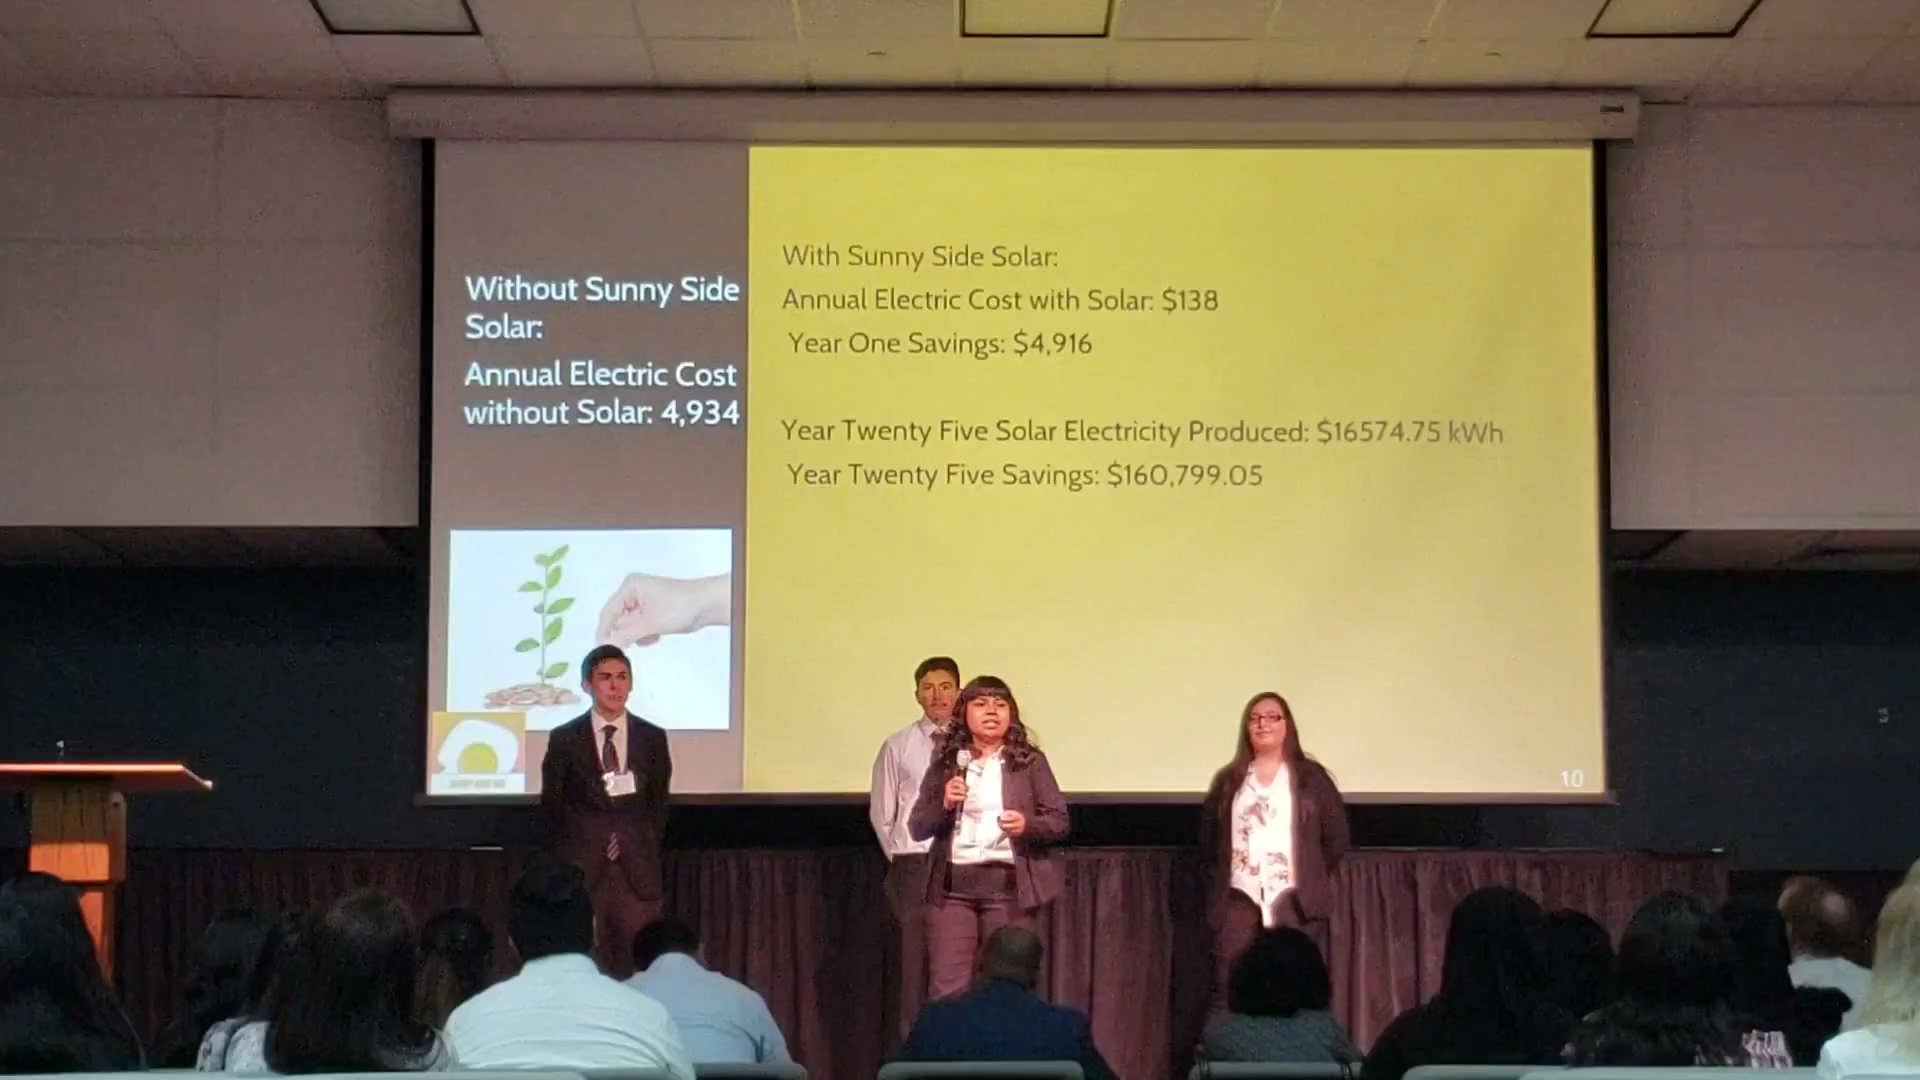 Without Sunny Side
Solar:
Annual Electric Cost
without Solar: 4,934
With Sunny Side Solar:
Annual Electric Cost with Solar: $138
Year One Savings: $4,916
Year Twenty Five Solar Electricity Produced: $16574.75 kWh
Year Twenty Five Savings: $160,799.05
10